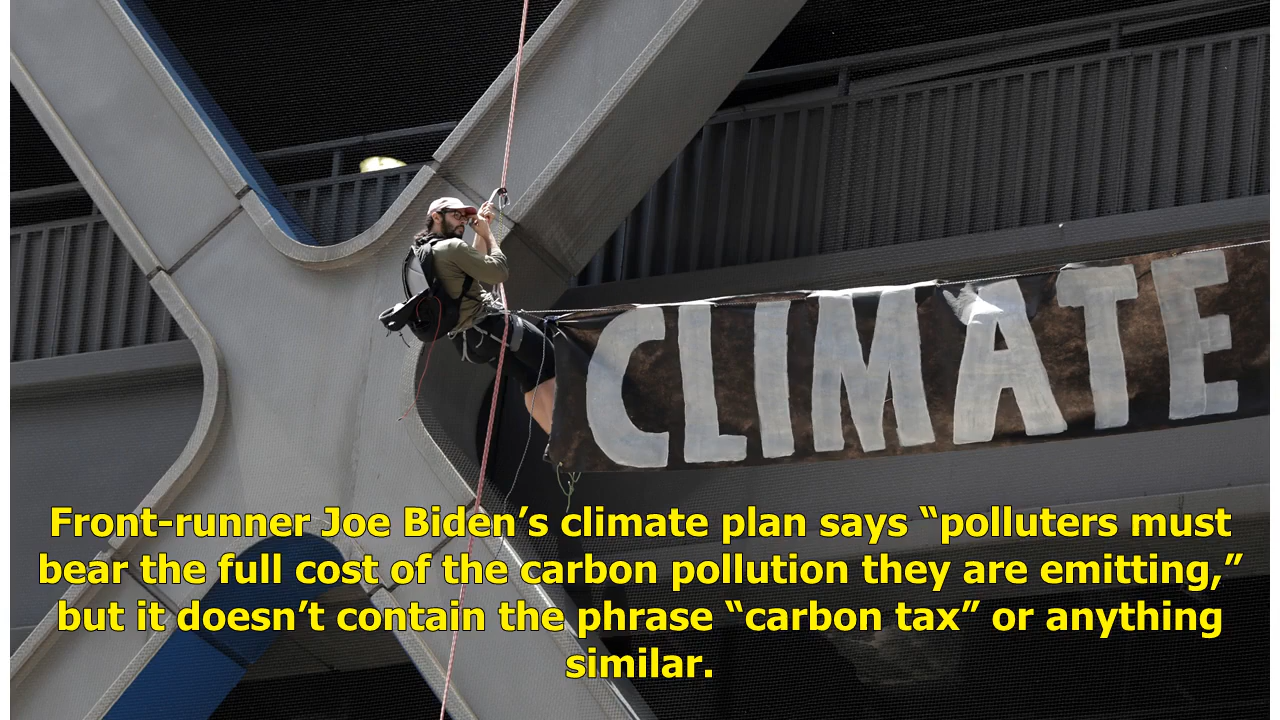 CLIMATE
Front-runner Joe Biden’s climate plan says “polluters must
bear the full cost of the carbon pollution they are emitting,”
but it doesn’t contain the phrase “carbon tax” or anything
similar.